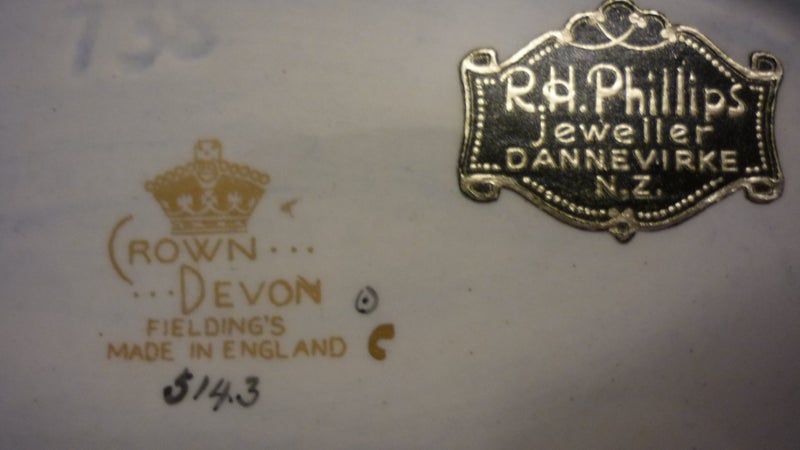 R.H. Phillips
jeweller
DANNEVIRKE
N.Z.
CROWN...
...DEVON
FIELDING'S
MADE IN ENGLAND C
5143